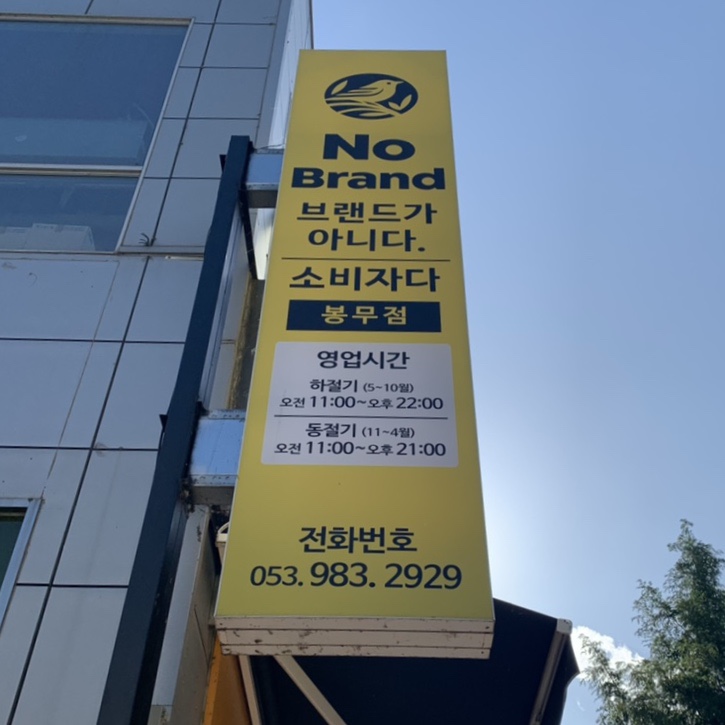 No
Brand
브랜드가
아니다.
소비자다
봉무점
영업시간
하절기 (5~10월)
오전 11:00~오후 22:00
동절기 (11~4월)
오전 11:00~오후 21:00
전화번호
053. 983. 2929